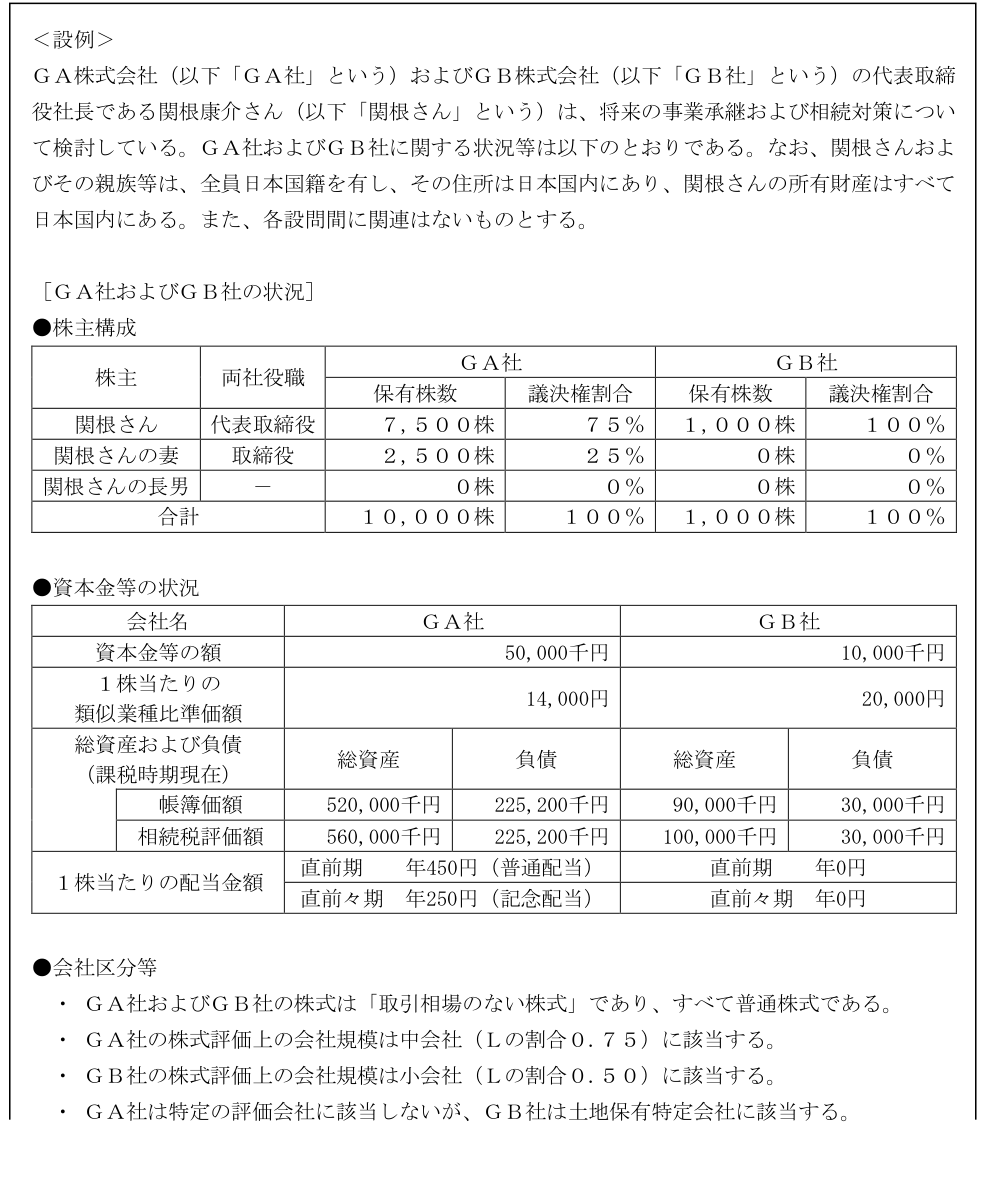 ＜設例＞
ＧＡ株式会社（以下「ＧＡ社」という）およびＧＢ株式会社（以下「ＧＢ社」という）の代表取締
役社長である関根康介さん（以下「関根さん」という）は、将来の事業承継および相続対策につい
て検討している。ＧＡ社およびＧＢ社に関する状況等は以下のとおりである。なお、関根さんおよ
びその親族等は、全員日本国籍を有し、その住所は日本国内にあり、関根さんの所有財産はすべて
日本国内にある。また、各設問間に関連はないものとする。
［ＧＡ社およびＧＢ社の状況］
●株主構成
株主 両社役職 ＧＡ社 ＧＢ社
保有株数 議決権割合 保有株数 議決権割合
関根さん 代表取締役 ７，５００株 ７５％ １，０００株 １００％
関根さんの妻 取締役 ２，５００株 ２５％ ０株 ０％
関根さんの長男 － ０株 ０％ ０株 ０％
合計 １０，０００株 １００％ １，０００株 １００％
●資本金等の状況
会社名 ＧＡ社 ＧＢ社
資本金等の額 50,000千円 10,000千円
１株当たりの
類似業種比準価額 14,000円 20,000円
総資産および負債
（課税時期現在） 総資産 負債 総資産 負債
帳簿価額 520,000千円 225,200千円 90,000千円 30,000千円
相続税評価額 560,000千円 225,200千円 100,000千円 30,000千円
１株当たりの配当金額 直前期 年450円（普通配当） 直前期 年0円
直前々期 年250円（記念配当） 直前々期 年0円
●会社区分等
・ ＧＡ社およびＧＢ社の株式は「取引相場のない株式」であり、すべて普通株式である。
・ ＧＡ社の株式評価上の会社規模は中会社（Ｌの割合０．７５）に該当する。
・ ＧＢ社の株式評価上の会社規模は小会社（Ｌの割合０．５０）に該当する。
・ ＧＡ社は特定の評価会社に該当しないが、ＧＢ社は土地保有特定会社に該当する。